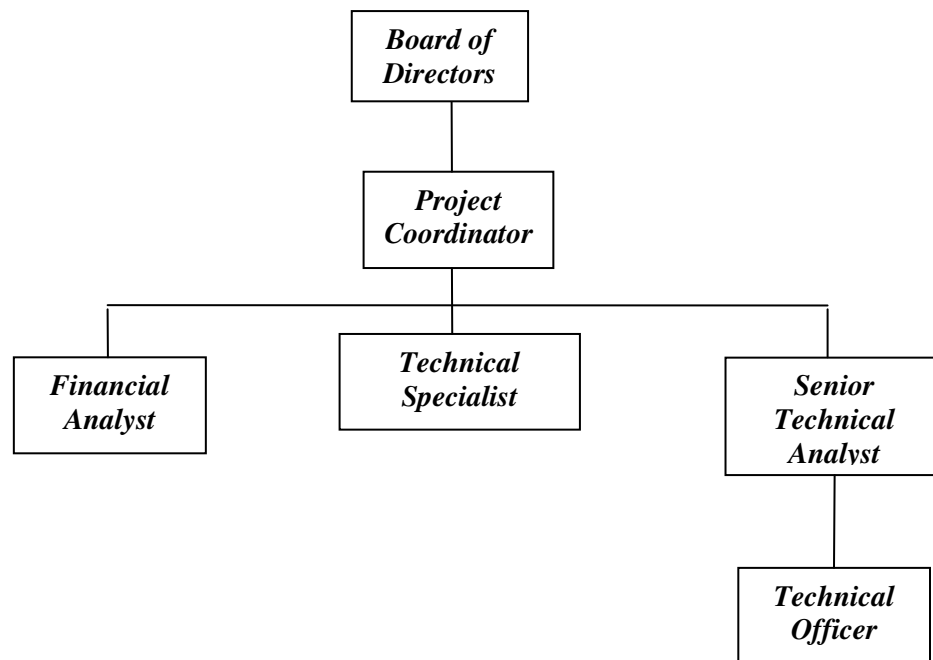 Board of
Directors
Project
Coordinator
Financial
Analyst
Technical
Specialist
Senior
Technical
Analyst
Technical
Officer